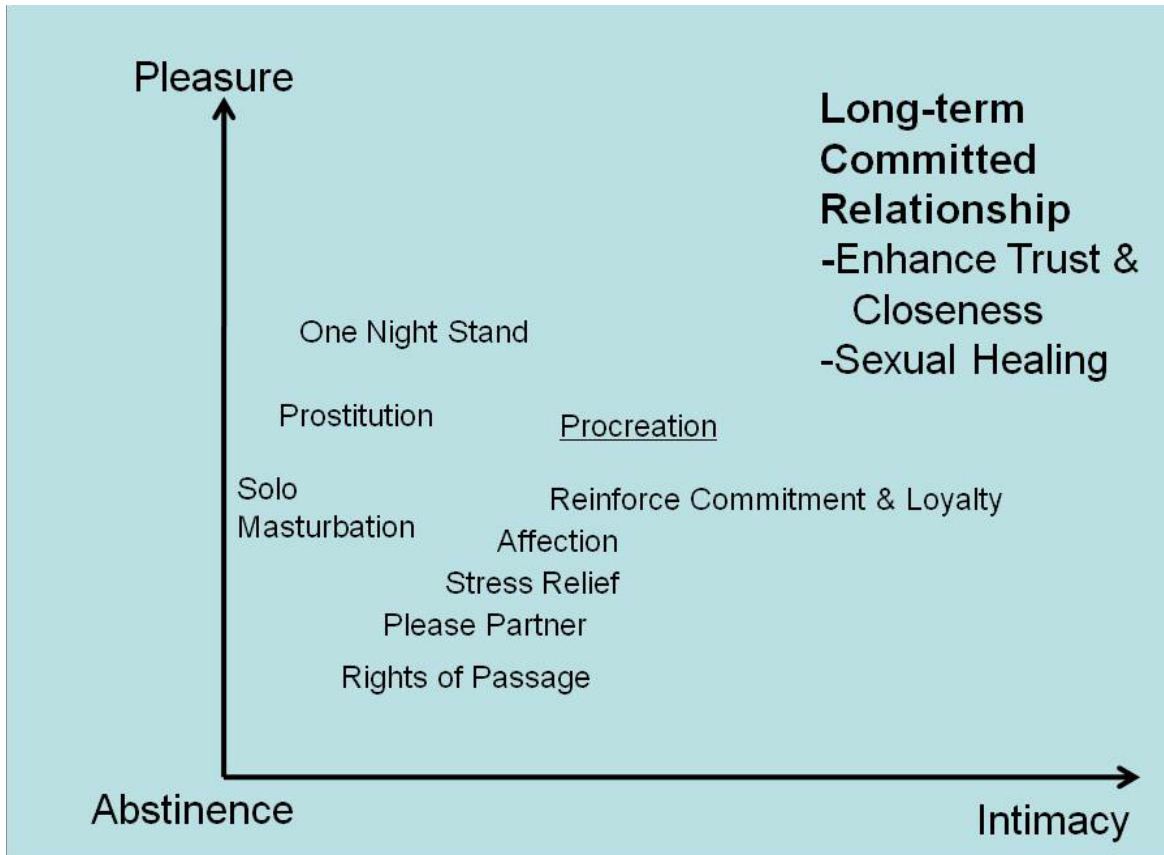 Pleasure
Long-term
Committed
Relationship
-Enhance Trust &
Closeness
-Sexual Healing
One Night Stand
Prostitution
Procreation
Solo
Masturbation
Reinforce Commitment & Loyalty
Affection
Stress Relief
Please Partner
Rights of Passage
Abstinence
Intimacy